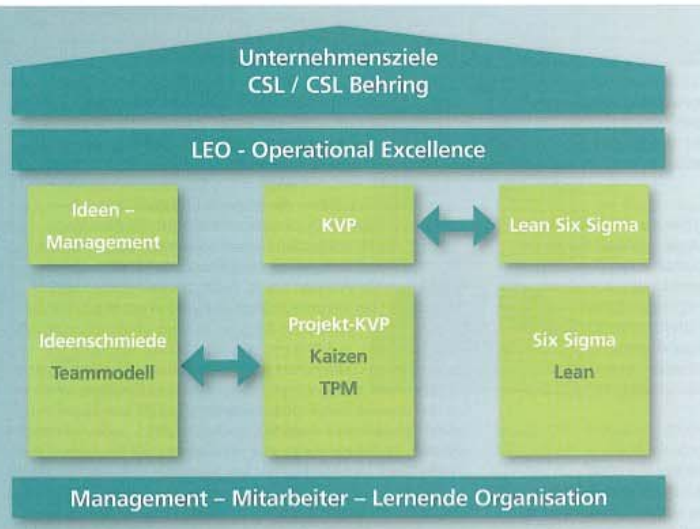 Unternehmensziele
CSL / CSL Behring
LEO - Operational Excellence
Ideen –
Management
KVP
Lean Six Sigma
Ideenschmiede
Teammodell
Projekt-KVP
Kaizen
TPM
Six Sigma
Lean
Management – Mitarbeiter – Lernende Organisation